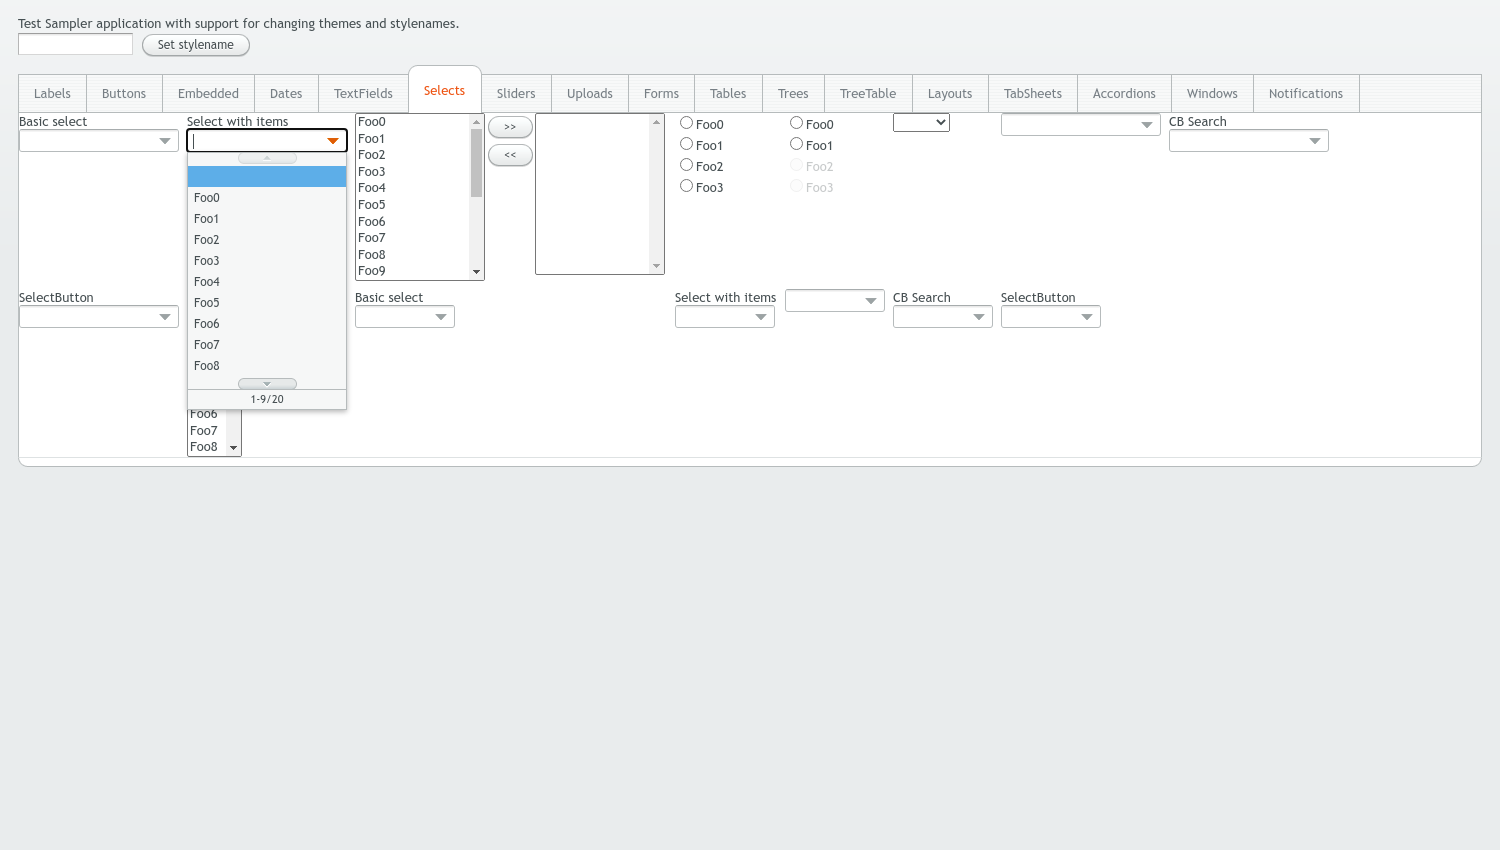 Test Sampler application with support for changing themes and stylenames.
Set stylename
Labels
Buttons
Embedded
Dates
TextFields
Selects
Sliders
Uploads
Forms
Tables
Trees
TreeTable
Layouts
TabSheets
Accordions
Windows
Notifications
Basic select
Select with items
Foo0
Foo1
Foo2
Foo3
Foo4
Foo5
Foo6
Foo7
Foo8
1-9/20
Foo0
Foo1
Foo2
Foo3
Foo4
Foo5
Foo6
Foo7
Foo8
Foo9
>>
<<
Foo0
Foo1
Foo2
Foo3
Foo0
Foo1
Foo2
Foo3
CB Search
SelectButton
Foo6
Foo7
Foo8
Basic select
Select with items
CB Search
SelectButton